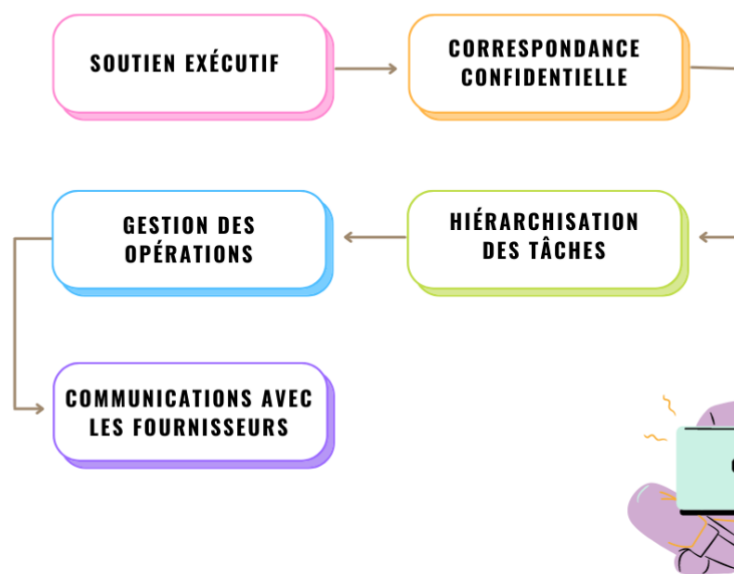 SOUTIEN EXÉCUTIF
CORRESPONDANCE
CONFIDENTIELLE
HIÉRARCHISATION
DES TÂCHES
GESTION DES
OPÉRATIONS
COMMUNICATIONS AVEC
LES FOURNISSEURS